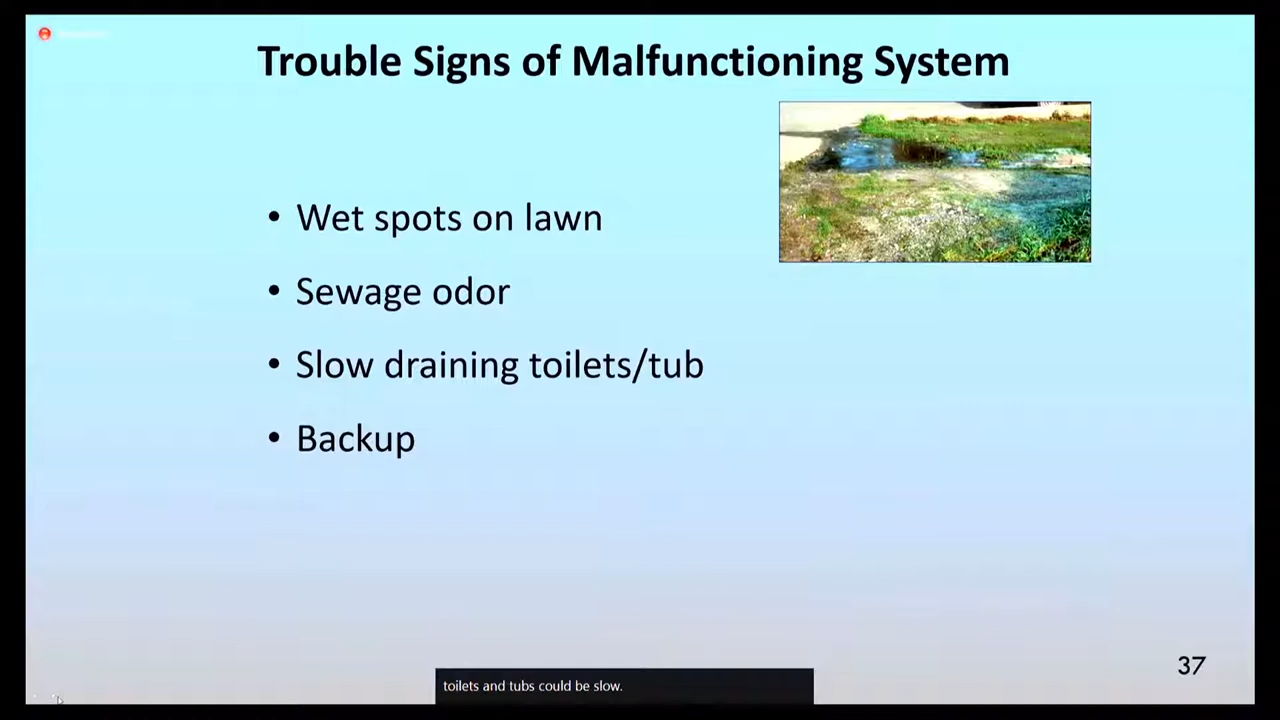 Trouble Signs of Malfunctioning System
• Wet spots on lawn
• Sewage odor
• Slow draining toilets/tub
• Backup
37
toilets and tubs could be slow.